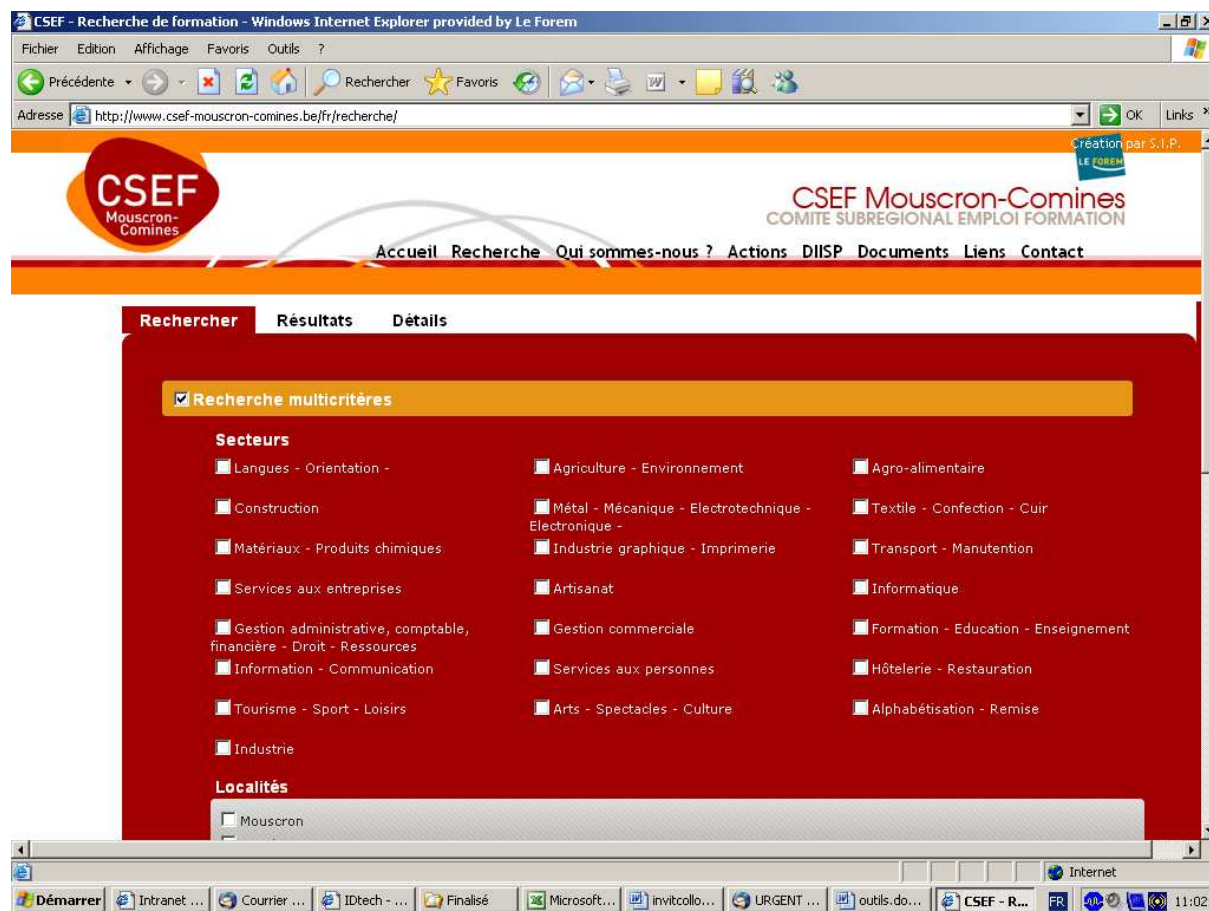 CSEF - Recherche de formation - Windows Internet Explorer provided by Le Forem
Fichier Edition Affichage Favoris Outils ?
Précédente Rechercher Favoris
Adresse http://www.csef-mouscron-comines.be/fr/recherche/ OK Links »
Création par S.I.P.
LE FOREM
CSEF
Mouscron-
Comines
CSEF Mouscron-Comines
COMITE SUBREGIONAL EMPLOI FORMATION
Accueil Recherche Qui sommes-nous ? Actions DIISP Documents Liens Contact
Rechercher Résultats Détails
Recherche multicritères
Secteurs
Langues - Orientation - Agriculture - Environnement Agro-alimentaire
Construction Métal - Mécanique - Electrotechnique - Textile - Confection - Cuir
Electronique -
Matériaux - Produits chimiques Industrie graphique - Imprimerie Transport - Manutention
Services aux entreprises Artisanat Informatique
Gestion administrative, comptable, Gestion commerciale Formation - Education - Enseignement
financière - Droit - Ressources
Information - Communication Services aux personnes Hôtelerie - Restauration
Tourisme - Sport - Loisirs Arts - Spectacles - Culture Alphabétisation - Remise
Industrie
Localités
Mouscron
Internet
Démarrer Intranet ... Courrier ... IDtech - ... Finalisé Microsoft... invitcollo... URGENT ... outils.do... CSEF - R... FR 11:02